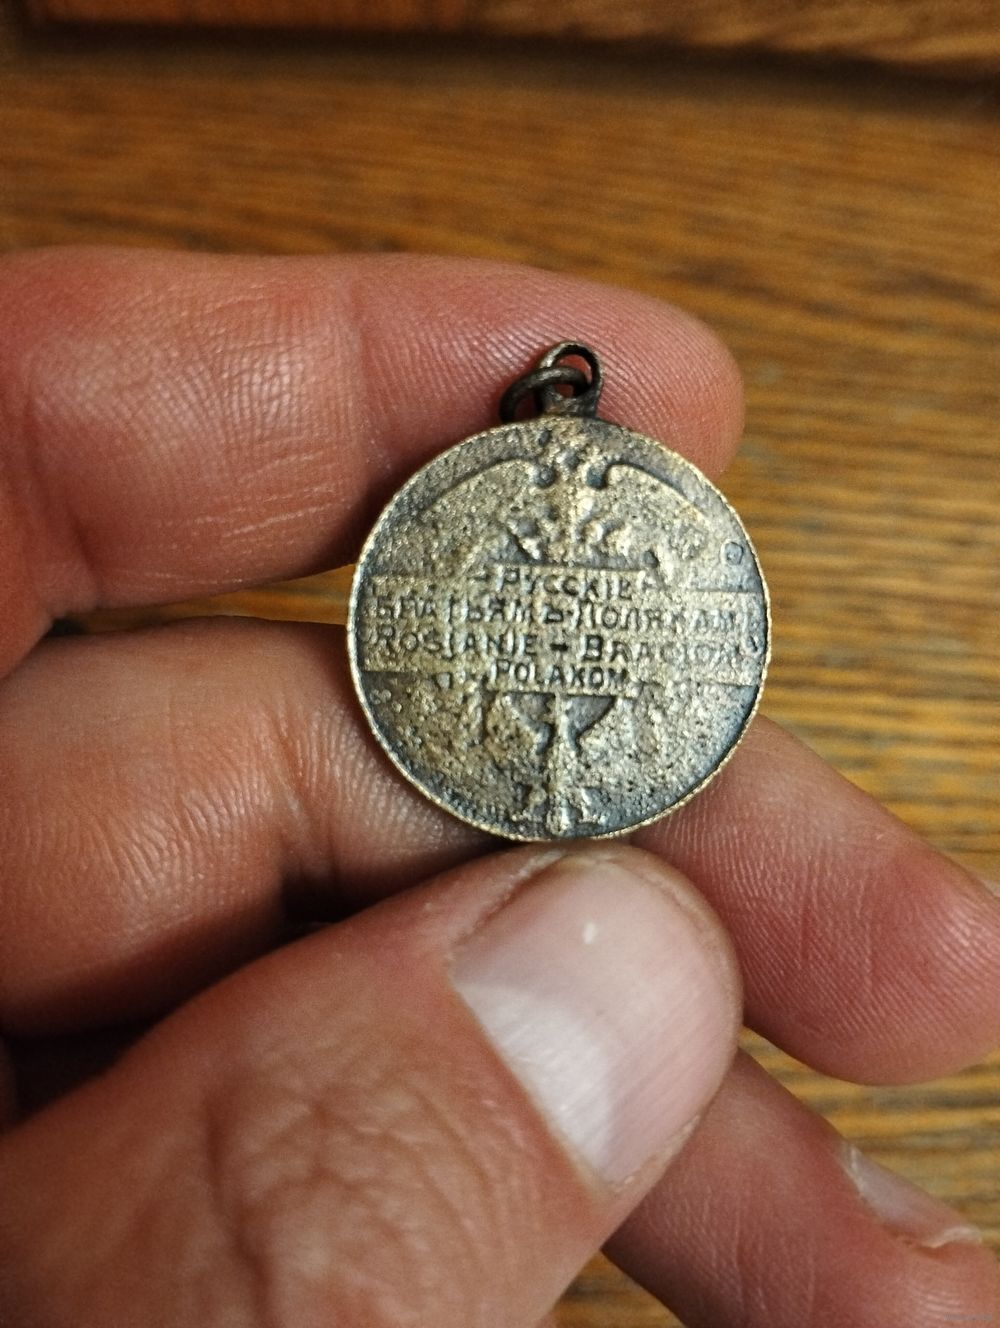 РУССКІЕ
БРАТЬЯМЪ-ПОЛЯКАМЪ
ROSJANIE - BRACIOM
POLAKOM